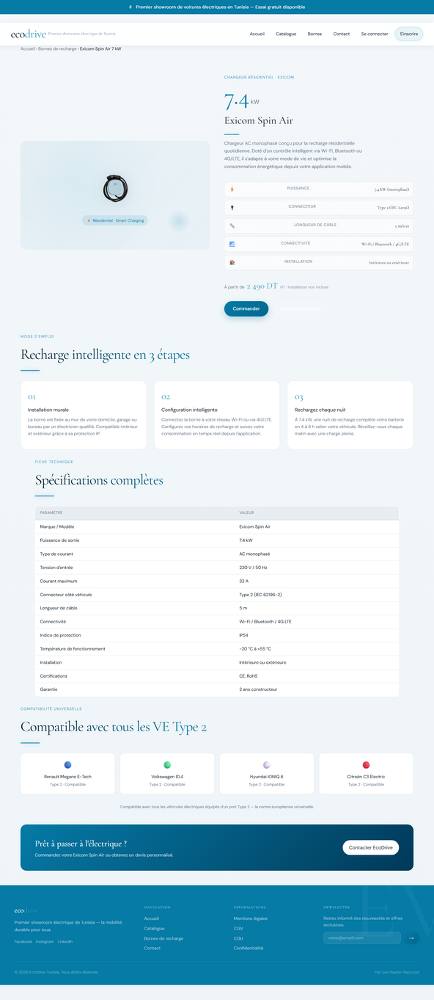 Premier showroom de voitures électriques en Tunisie — Essai gratuit disponible
ecodrive Premier showroom électrique de Tunisie
Accueil Catalogue Bornes Contact Se connecter S'inscrire
Accueil › Bornes de recharge › Exicom Spin Air 7 kW
CHARGEUR RÉSIDENTIEL · EXICOM
7.4 kW
Exicom Spin Air
Chargeur AC monophasé conçu pour la recharge résidentielle
quotidienne. Doté d'un contrôle intelligent via Wi-Fi, Bluetooth ou
4G/LTE, il s'adapte à votre mode de vie et optimise la
consommation énergétique depuis votre application mobile.
Résidentiel · Smart Charging
PUISSANCE 7.4 kW (monophasé)
CONNECTEUR Type 2 (IEC 62196)
LONGUEUR DE CÂBLE 5 mètres
CONNECTIVITÉ Wi-Fi / Bluetooth / 4G/LTE
INSTALLATION Intérieure ou extérieure
À partir de 2 490 DT HT · Installation non incluse
Commander
MODE D'EMPLOI
Recharge intelligente en 3 étapes
01
Installation murale
La borne est fixée au mur de votre domicile, garage ou
bureau par un électricien qualifié. Compatible intérieur
et extérieur grâce à sa protection IP.
02
Configuration intelligente
Connectez la borne à votre réseau Wi-Fi ou via 4G/LTE.
Configurez vos horaires de recharge et suivez votre
consommation en temps réel depuis l'application.
03
Rechargez chaque nuit
À 7.4 kW, une nuit de recharge complète votre batterie
en 4 à 6 h selon votre véhicule. Réveillez-vous chaque
matin avec une charge pleine.
FICHE TECHNIQUE
Spécifications complètes
PARAMÈTRE VALEUR
Marque / Modèle Exicom Spin Air
Puissance de sortie 7.4 kW
Type de courant AC monophasé
Tension d'entrée 230 V / 50 Hz
Courant maximum 32 A
Connecteur côté véhicule Type 2 (IEC 62196-2)
Longueur de câble 5 m
Connectivité Wi-Fi / Bluetooth / 4G LTE
Indice de protection IP54
Température de fonctionnement -20 °C à +55 °C
Installation Intérieure ou extérieure
Certifications CE, RoHS
Garantie 2 ans constructeur
COMPATIBILITÉ UNIVERSELLE
Compatible avec tous les VE Type 2
Renault Megane E-Tech
Type 2 · Compatible
Volkswagen ID.4
Type 2 · Compatible
Hyundai IONIQ 6
Type 2 · Compatible
Citroën C3 Electric
Type 2 · Compatible
Compatible avec tous les véhicules électriques équipés d'un port Type 2 — la norme européenne universelle.
Prêt à passer à l'électrique ?
Commandez votre Exicom Spin Air ou obtenez un devis personnalisé.
Contacter EcoDrive
ecodrive
Premier showroom électrique de Tunisie — la mobilité
durable pour tous.
Facebook Instagram LinkedIn
NAVIGATION
Accueil
Catalogue
Bornes de recharge
Contact
INFORMATIONS
Mentions légales
CGV
CGU
Confidentialité
NEWSLETTER
Restez informé des nouveautés et offres
exclusives.
votre@email.com →
EV
© 2026 EcoDrive Tunisie. Tous droits réservés.
Fait par Hayder Baccouri